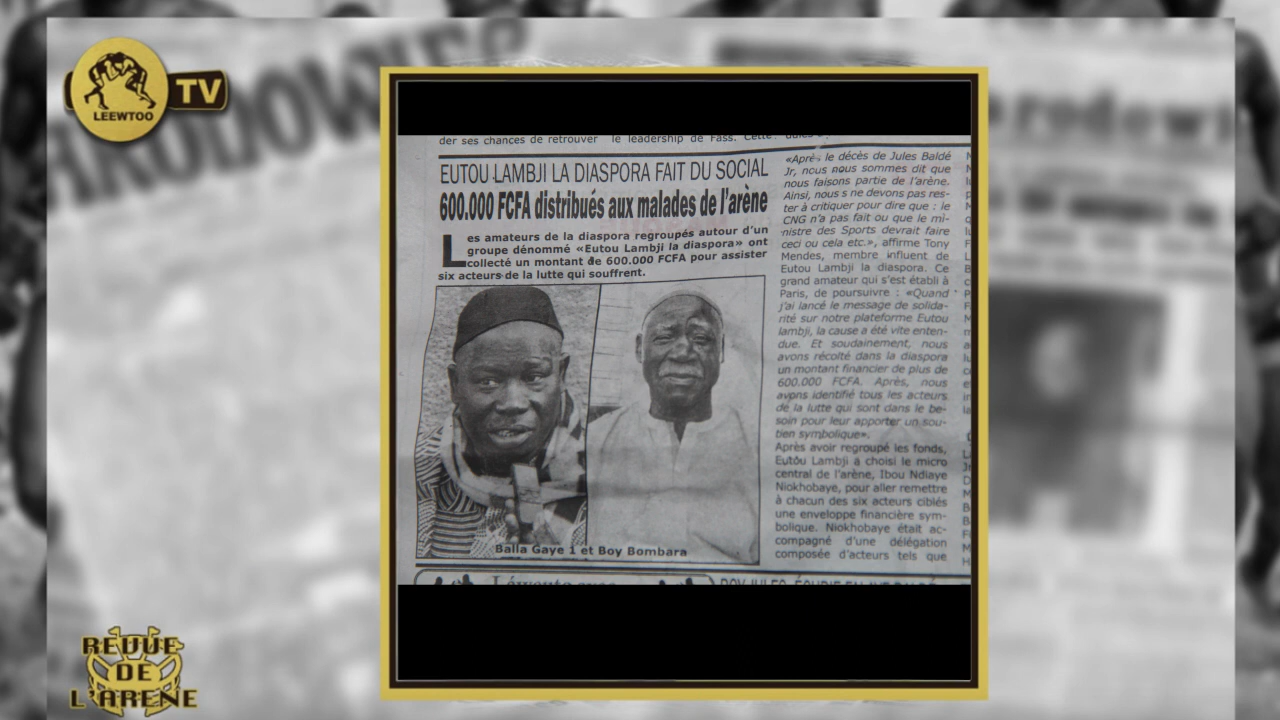 LEEWTOO
TV
der ses chances de retrouver le leadership de Fass. Cette
EUTOU LAMBJI LA DIASPORA FAIT DU SOCIAL
600.000 FCFA distribués aux malades de l'arène
Les amateurs de la diaspora regroupés autour d'un
groupe dénommé «Eutou Lambji la diaspora» ont
collecté un montant de 600.000 FCFA pour assister
six acteurs de la lutte qui souffrent.
Balla Gaye 1 et Boy Bombara
«Après le décès de Jules Baldé
Jr, nous nous sommes dit que
nous faisons partie de l'arène.
Ainsi, nous ne devons pas res-
ter à critiquer pour dire que : le
CNG n'a pas fait ou que le mi-
nistre des Sports devrait faire
ceci ou cela etc.», affirme Tony
Mendes, membre influent de
Eutou Lambji la diaspora. Ce
grand amateur qui s'est établi à
Paris, de poursuivre : «Quand
j'ai lancé le message de solida-
rité sur notre plateforme Eutou
lambji, la cause a été vite enten-
due. Et soudainement, nous
avons récolté dans la diaspora
un montant financier de plus de
600.000 FCFA. Après, nous
avons identifié tous les acteurs
de la lutte qui sont dans le be-
soin pour leur apporter un sou-
tien symbolique».
Après avoir regroupé les fonds,
Eutou Lambji a choisi le micro
central de l'arène, Ibou Ndiaye
Niokhobaye, pour aller remettre
à chacun des six acteurs ciblés
une enveloppe financière sym-
bolique. Niokhobaye était ac-
compagné d'une délégation
composée d'acteurs tels que
REVUE
DE
L'ARENE